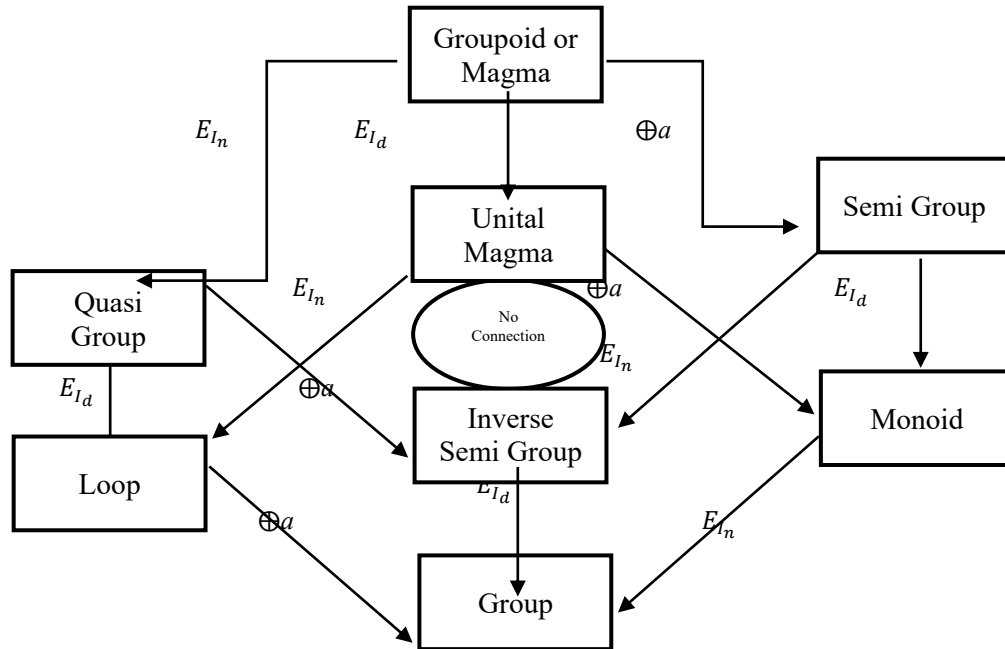 Groupoid or
Magma
E_{I_n}
E_{I_d}
⊕a
Unital
Magma
Semi Group
Quasi
Group
E_{I_n}
⊕a
E_{I_d}
No
Connection
E_{I_n}
E_{I_d}
⊕a
Inverse
Semi Group
Monoid
Loop
E_{I_d}
⊕a
E_{I_n}
Group